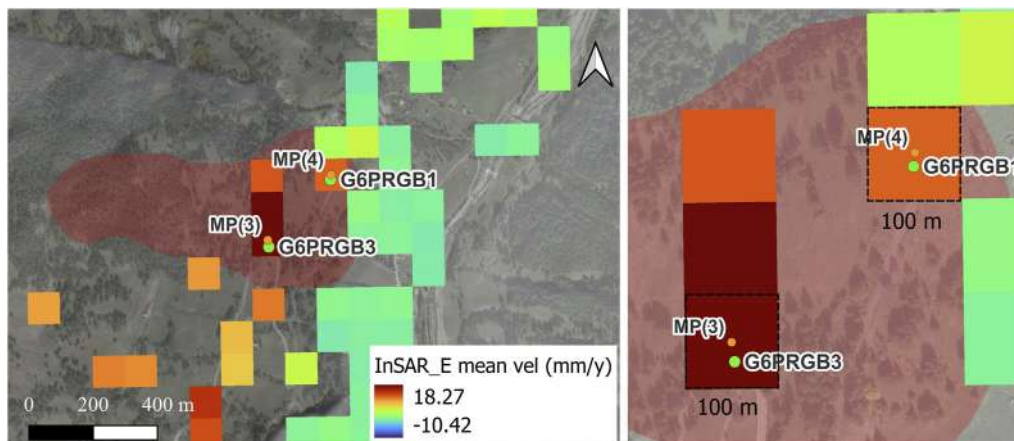 MP(4)
G6PRGB1
MP(3)
G6PRGB3
0 200 400 m
InSAR_E mean vel (mm/y)
18.27
-10.42
MP(4)
G6PRGB1
100 m
MP(3)
G6PRGB3
100 m